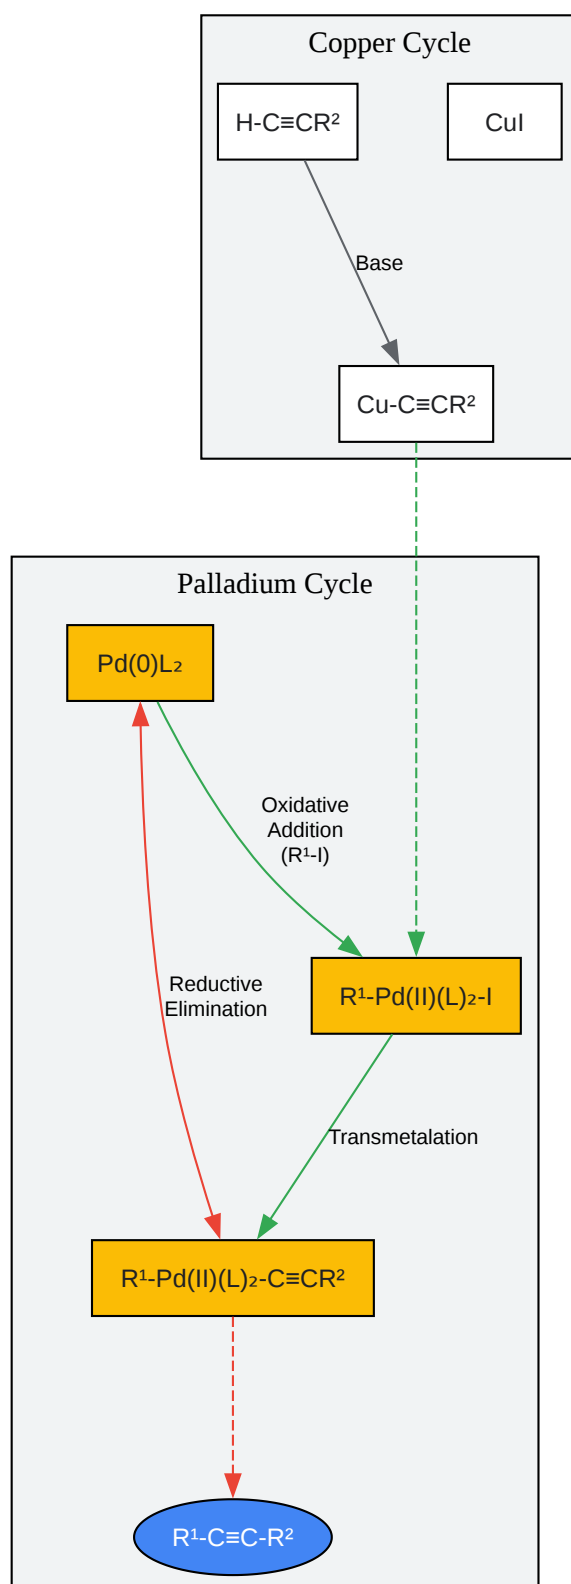 Copper Cycle
H-C≡CR²
CuI
Base
Cu-C≡CR²
Palladium Cycle
Pd(0)L₂
Oxidative
Addition
(R¹-I)
Reductive
Elimination
R¹-Pd(II)(L)₂-I
Transmetalation
R¹-Pd(II)(L)₂-C≡CR²
R¹-C≡C-R²